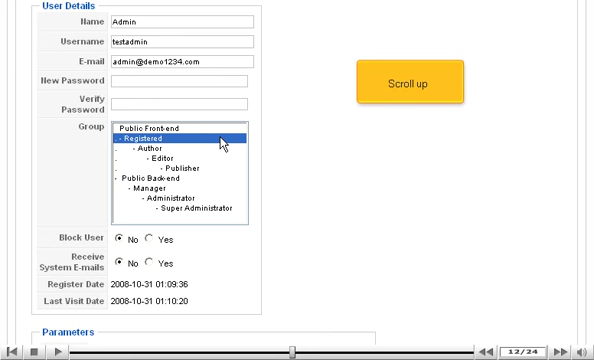 User Details
Name Admin
Username testadmin
E-mail admin@demo1234.com
New Password
Verify
Password
Scroll up
Group Public Front-end
- Registered
- Author
- Editor
- Publisher
- Public Back-end
- Manager
- Administrator
- Super Administrator
Block User No Yes
Receive
System E-mails No Yes
Register Date 2008-10-31 01:09:36
Last Visit Date 2008-10-31 01:10:20
Parameters
12/24